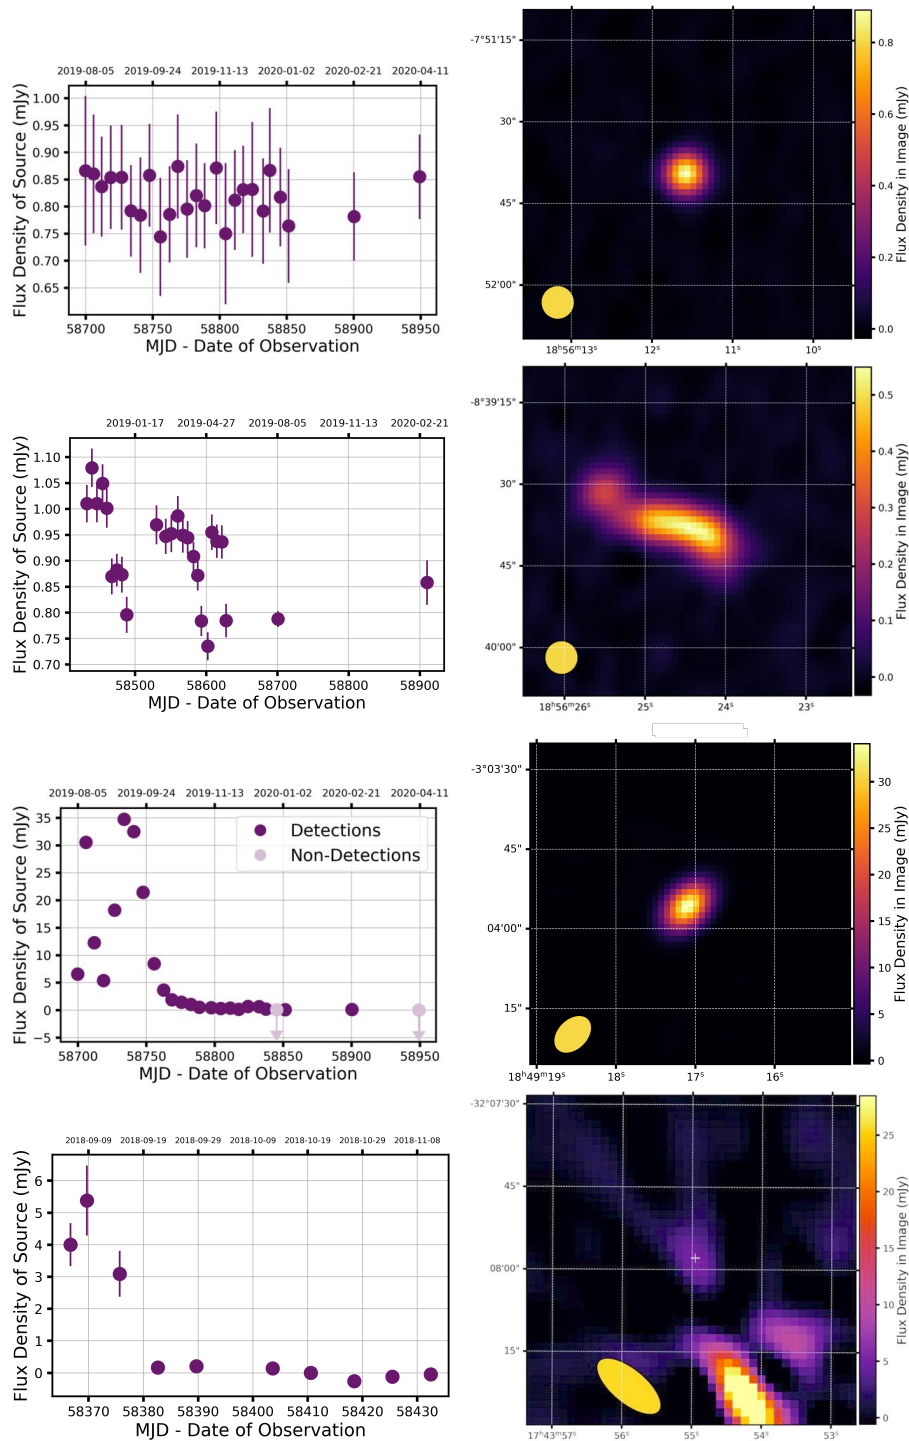 2019-08-05 2019-09-24 2019-11-13 2020-01-02 2020-02-21 2020-04-11
Flux Density of Source (mJy)
1.00
0.95
0.90
0.85
0.80
0.75
0.70
0.65
58700 58750 58800 58850 58900 58950
MJD - Date of Observation
-7°51'15"
30"
45"
52'00"
18ʰ56ᵐ13ˢ 12ˢ 11ˢ 10ˢ
0.8
0.6
0.4
0.2
0.0
Flux Density in Image (mJy)
2019-01-17 2019-04-27 2019-08-05 2019-11-13 2020-02-21
Flux Density of Source (mJy)
1.10
1.05
1.00
0.95
0.90
0.85
0.80
0.75
0.70
58500 58600 58700 58800 58900
MJD - Date of Observation
-8°39'15"
30"
45"
40'00"
18ʰ56ᵐ26ˢ 25ˢ 24ˢ 23ˢ
0.5
0.4
0.3
0.2
0.1
0.0
Flux Density in Image (mJy)
2019-08-05 2019-09-24 2019-11-13 2020-01-02 2020-02-21 2020-04-11
Flux Density of Source (mJy)
35
30
25
20
15
10
5
0
−5
Detections
Non-Detections
58700 58750 58800 58850 58900 58950
MJD - Date of Observation
-3°03'30"
45"
04'00"
15"
18ʰ49ᵐ19ˢ 18ˢ 17ˢ 16ˢ
30
25
20
15
10
5
0
Flux Density in Image (mJy)
2018-09-09 2018-09-19 2018-09-29 2018-10-09 2018-10-19 2018-10-29 2018-11-08
Flux Density of Source (mJy)
6
5
4
3
2
1
0
58370 58380 58390 58400 58410 58420 58430
MJD - Date of Observation
-32°07'30"
45"
08'00"
15"
17ʰ43ᵐ57ˢ 56ˢ 55ˢ 54ˢ 53ˢ
25
20
15
10
5
0
Flux Density in Image (mJy)